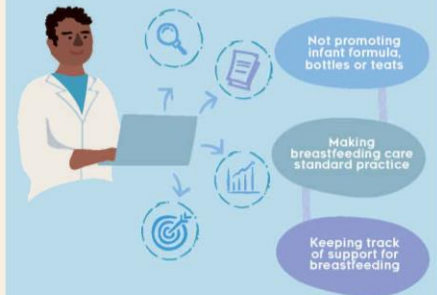 Not promoting
infant formula,
bottles or teats
Making
breastfeeding care
standard practice
Keeping track
of support for
breastfeeding